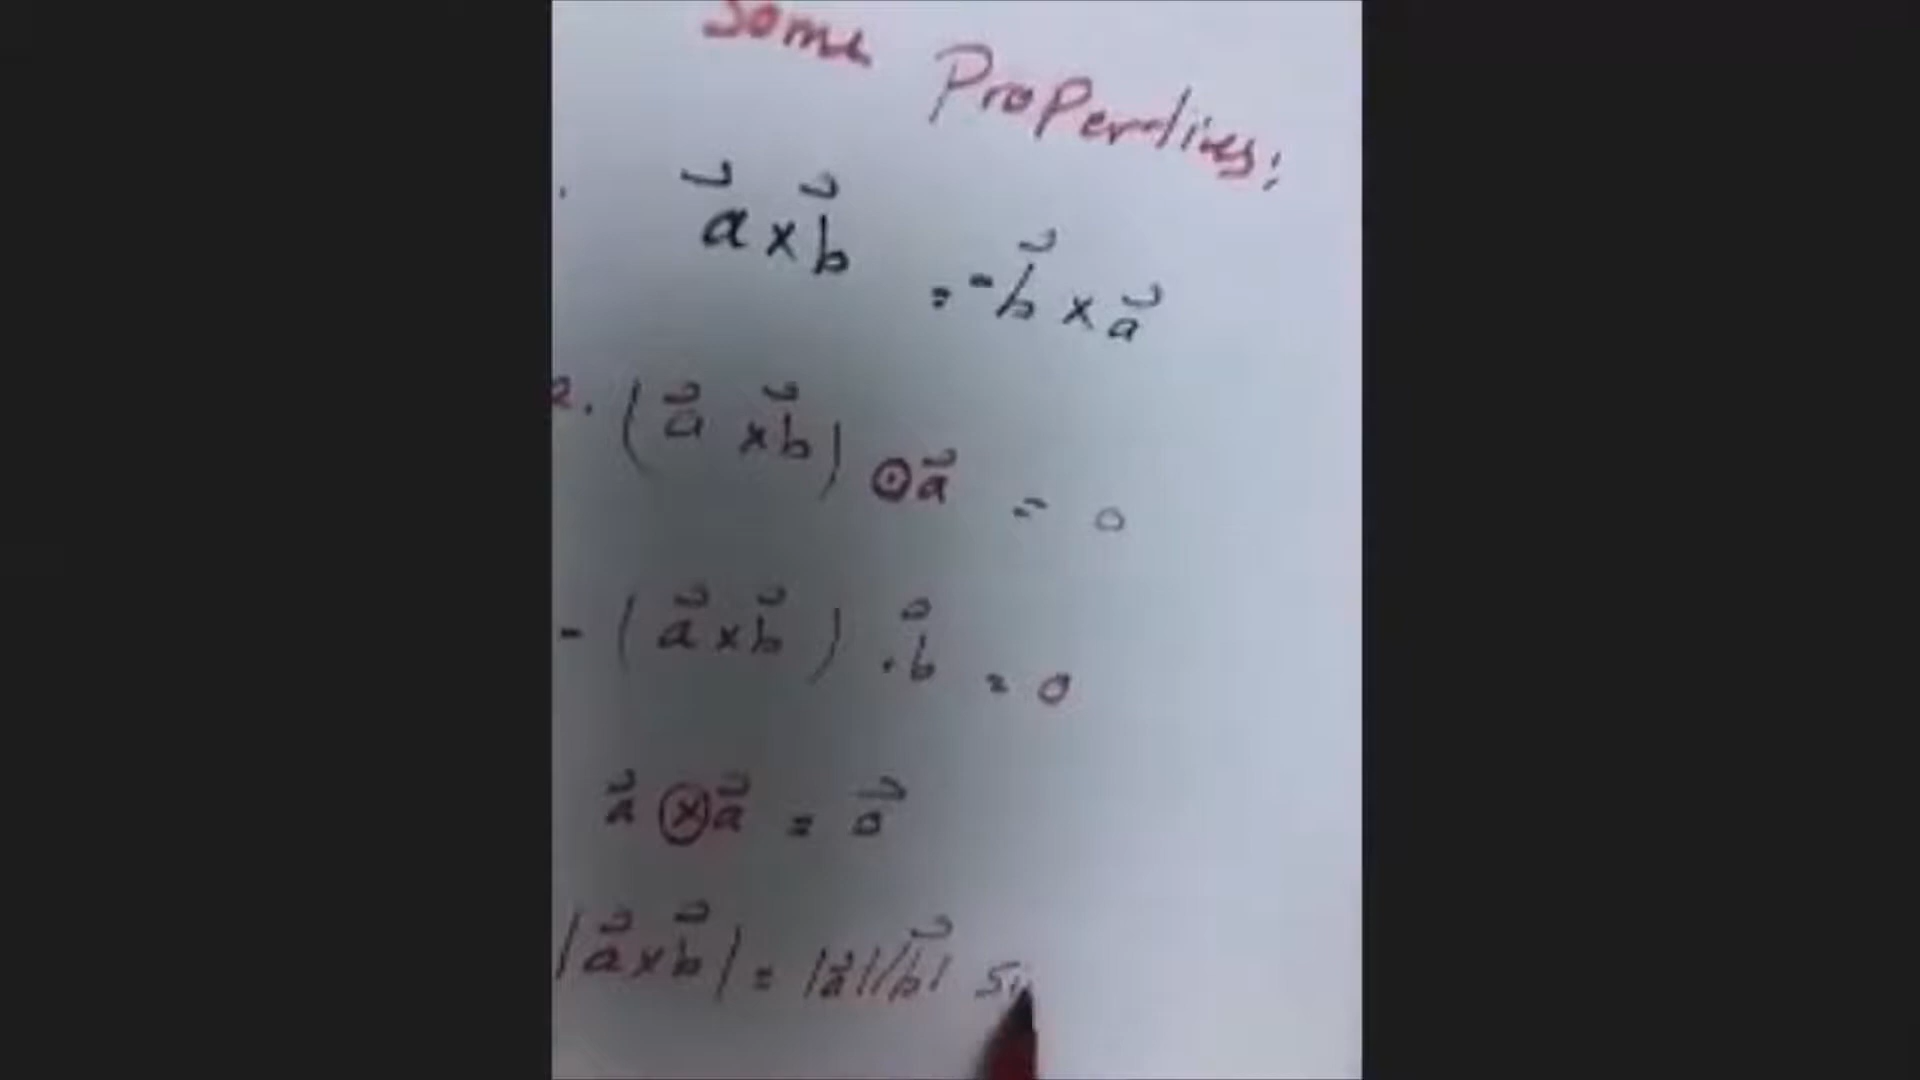 Some Properties:
. a⃗ × b⃗ = - b⃗ × a⃗
2. (a⃗ × b⃗) ⊙ a⃗ = 0
- (a⃗ × b⃗) · b⃗ = 0
a⃗ ⊗ a⃗ = 0⃗
|a⃗ × b⃗| = |a⃗||b⃗| Si